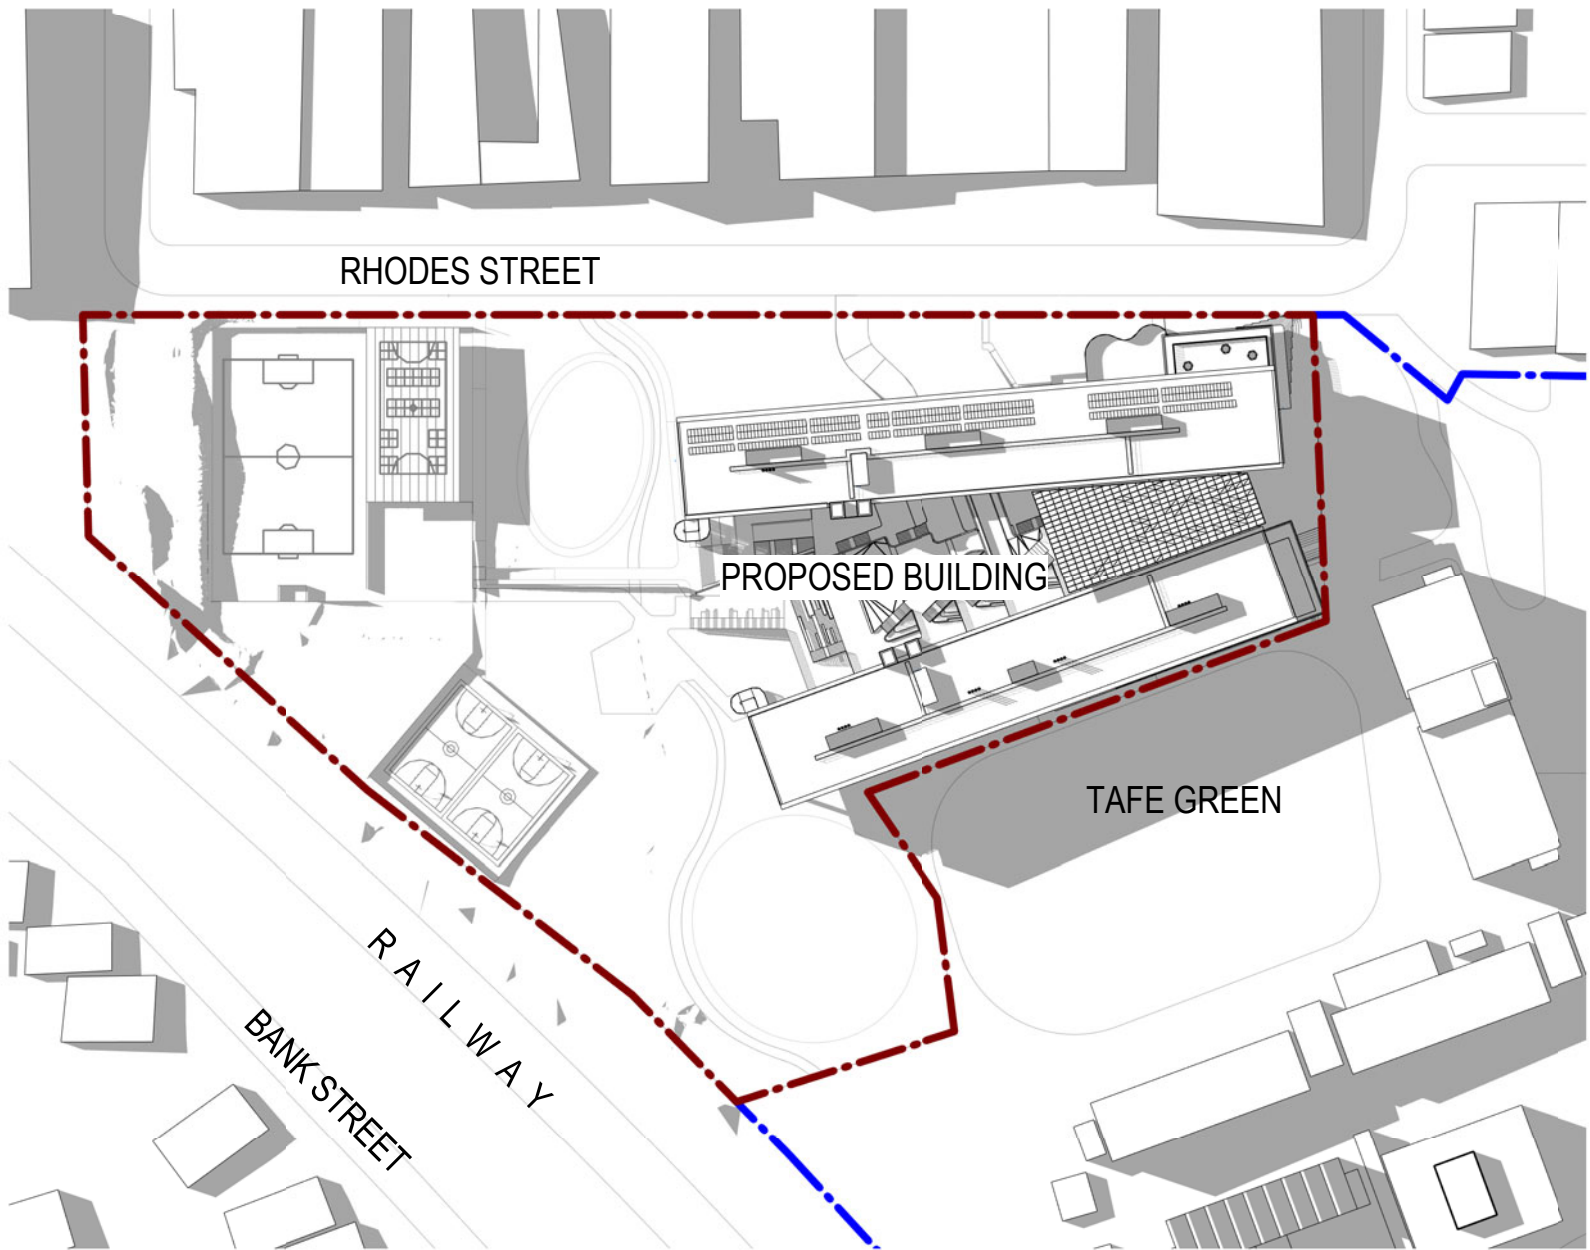 RHODES STREET
PROPOSED BUILDING
TAFE GREEN
RAILWAY
BANK STREET